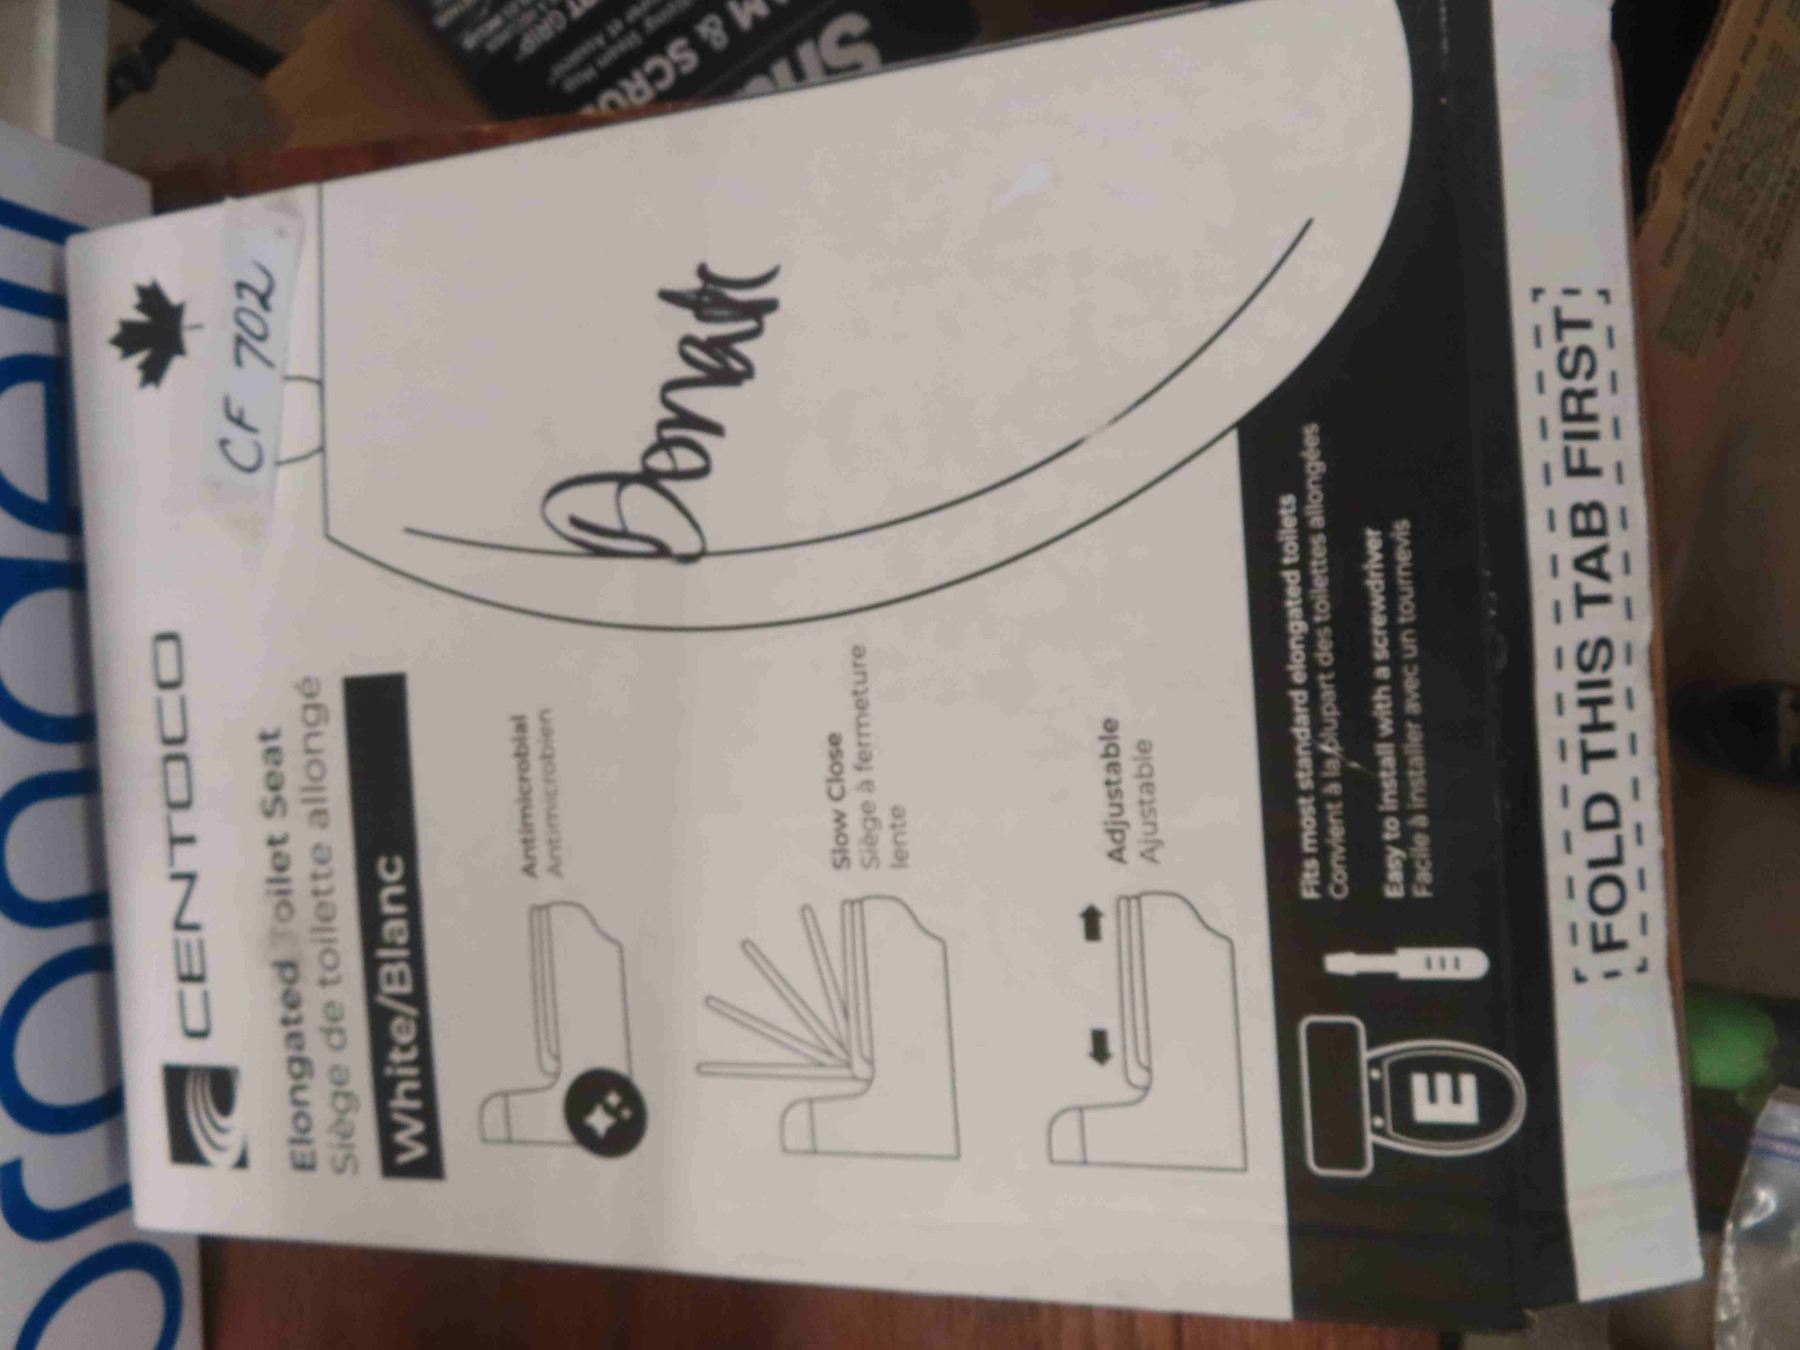 CENTOCO
CF 702
Elongated Toilet Seat
Siège de toilette allongé
White/Blanc
Antimicrobial
Antimicrobien
Slow Close
Siège à fermeture
lente
Adjustable
Ajustable
Donate
Fits most standard elongated toilets
Convient à la plupart des toilettes allongées
Easy to install with a screwdriver
Facile à installer avec un tournevis
E
FOLD THIS TAB FIRST!
& SCRUB